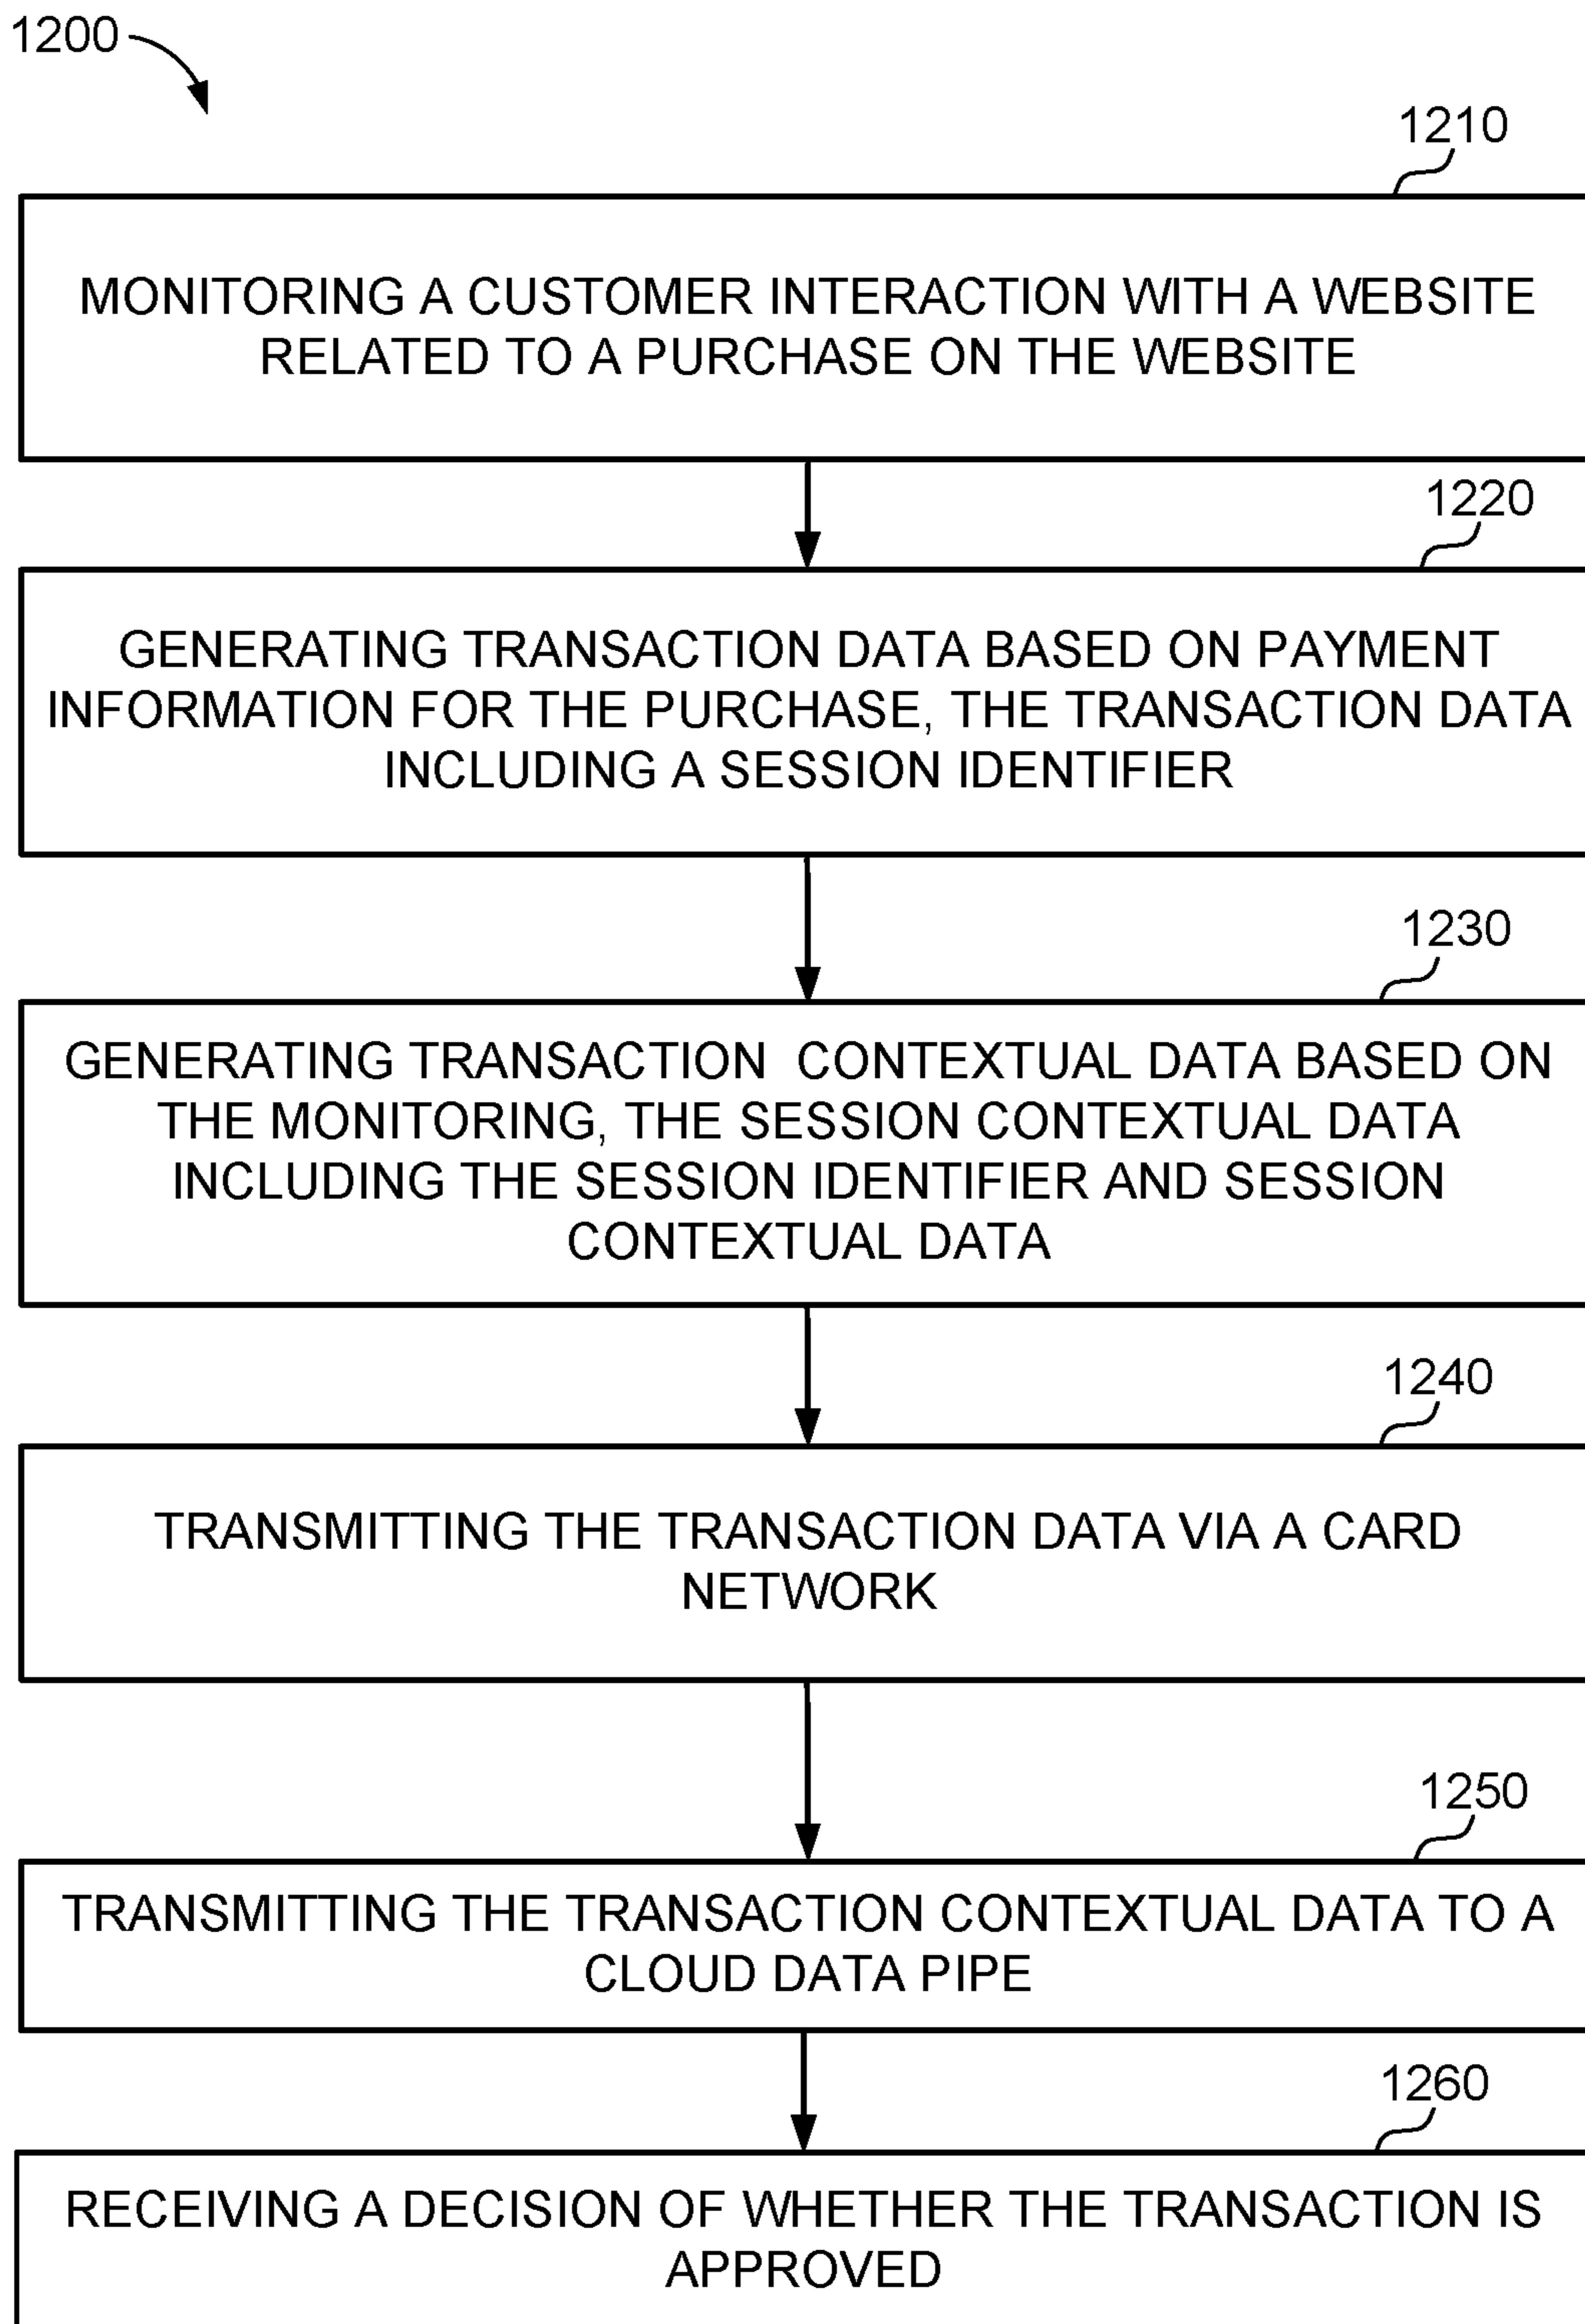 1200
1210
MONITORING A CUSTOMER INTERACTION WITH A WEBSITE
RELATED TO A PURCHASE ON THE WEBSITE
1220
GENERATING TRANSACTION DATA BASED ON PAYMENT
INFORMATION FOR THE PURCHASE, THE TRANSACTION DATA
INCLUDING A SESSION IDENTIFIER
1230
GENERATING TRANSACTION CONTEXTUAL DATA BASED ON
THE MONITORING, THE SESSION CONTEXTUAL DATA
INCLUDING THE SESSION IDENTIFIER AND SESSION
CONTEXTUAL DATA
1240
TRANSMITTING THE TRANSACTION DATA VIA A CARD
NETWORK
1250
TRANSMITTING THE TRANSACTION CONTEXTUAL DATA TO A
CLOUD DATA PIPE
1260
RECEIVING A DECISION OF WHETHER THE TRANSACTION IS
APPROVED